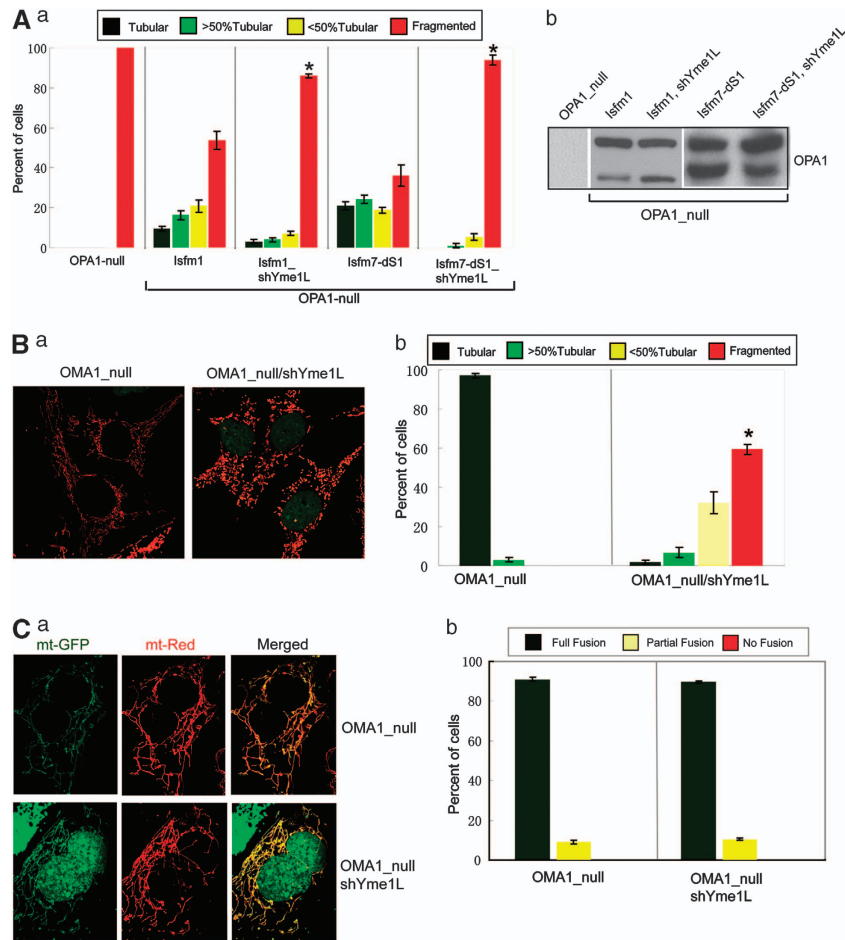 A
a
Tubular >50%Tubular <50%Tubular Fragmented
Percent of cells
100
80
60
40
20
0
*
*
OPA1-null
Isfm1
Isfm1_
shYme1L
Isfm7-dS1
Isfm7-dS1_
shYme1L
OPA1-null
b
OPA1_null
Isfm1
Isfm1, shYme1L
Isfm7-dS1
Isfm7-dS1, shYme1L
OPA1
OPA1_null
B
a
OMA1_null
OMA1_null/shYme1L
b
Tubular >50%Tubular <50%Tubular Fragmented
Percent of cells
100
80
60
40
20
0
*
OMA1_null
OMA1_null/shYme1L
C
a
mt-GFP
mt-Red
Merged
OMA1_null
OMA1_null
shYme1L
b
Full Fusion Partial Fusion No Fusion
Percent of cells
100
80
60
40
20
0
OMA1_null
OMA1_null
shYme1L